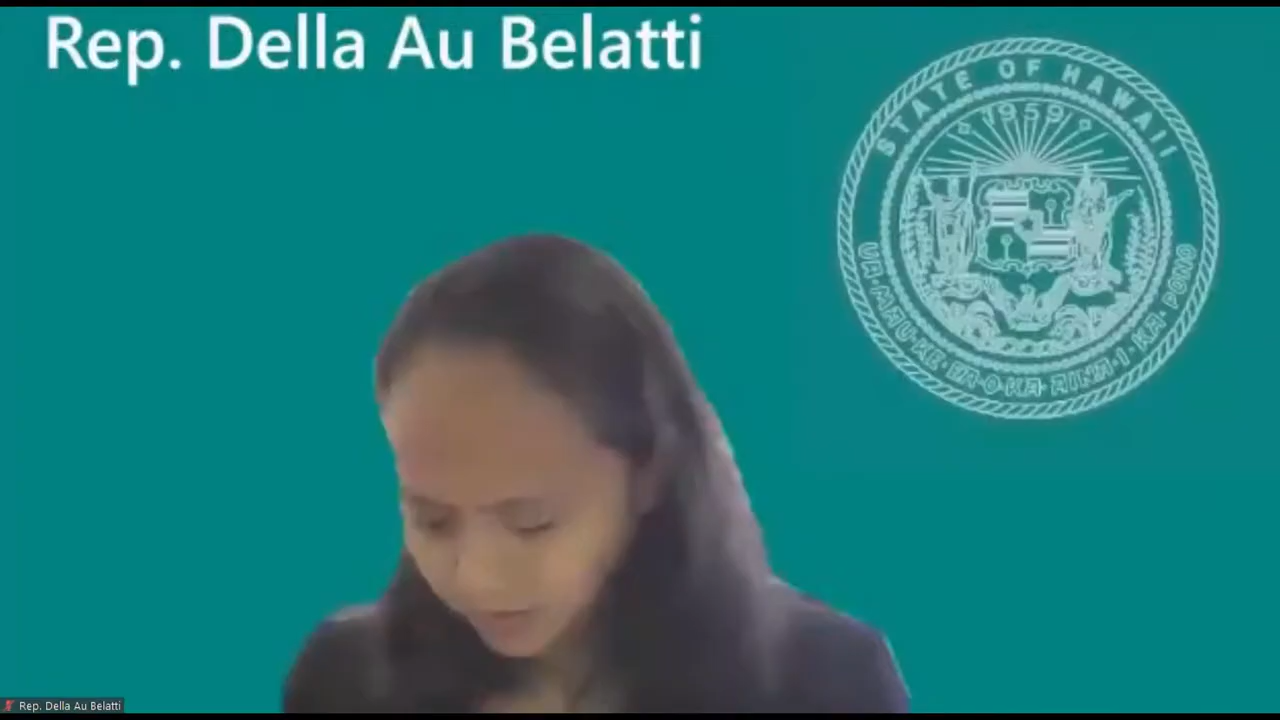 Rep. Della Au Belatti
STATE OF HAWAII
1959
UA·MAU·KE·EA·O·KA·AINA·I·KA·PONO
Rep. Della Au Belatti